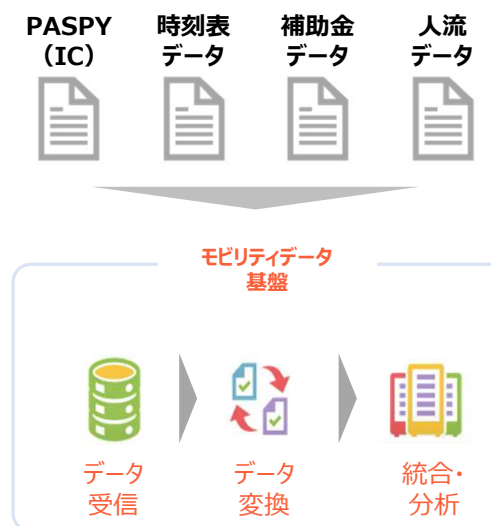 PASPY
（IC）
時刻表
データ
補助金
データ
人流
データ
モビリティデータ
基盤
データ
受信
データ
変換
統合・
分析